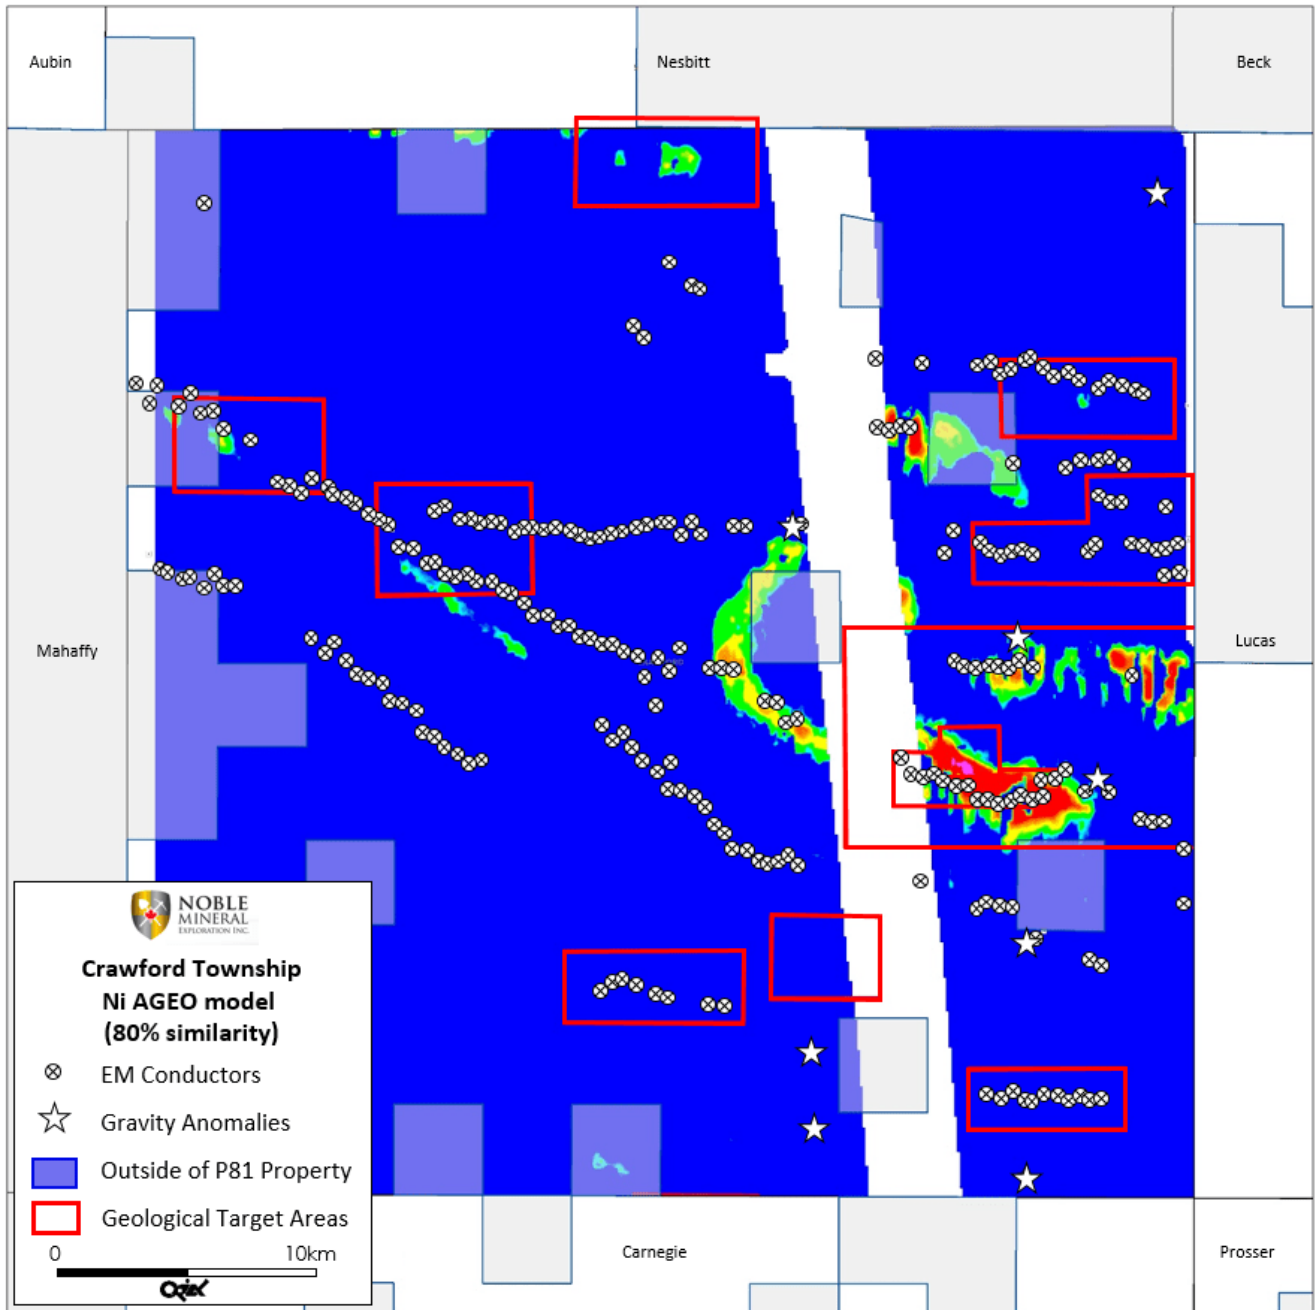 Aubin
Nesbitt
Beck
Mahaffy
Lucas
NOBLE
MINERAL
EXPLORATION INC.
Crawford Township
Ni AGEO model
(80% similarity)
EM Conductors
Gravity Anomalies
Outside of P81 Property
Geological Target Areas
0 10km
Carnegie
Prosser